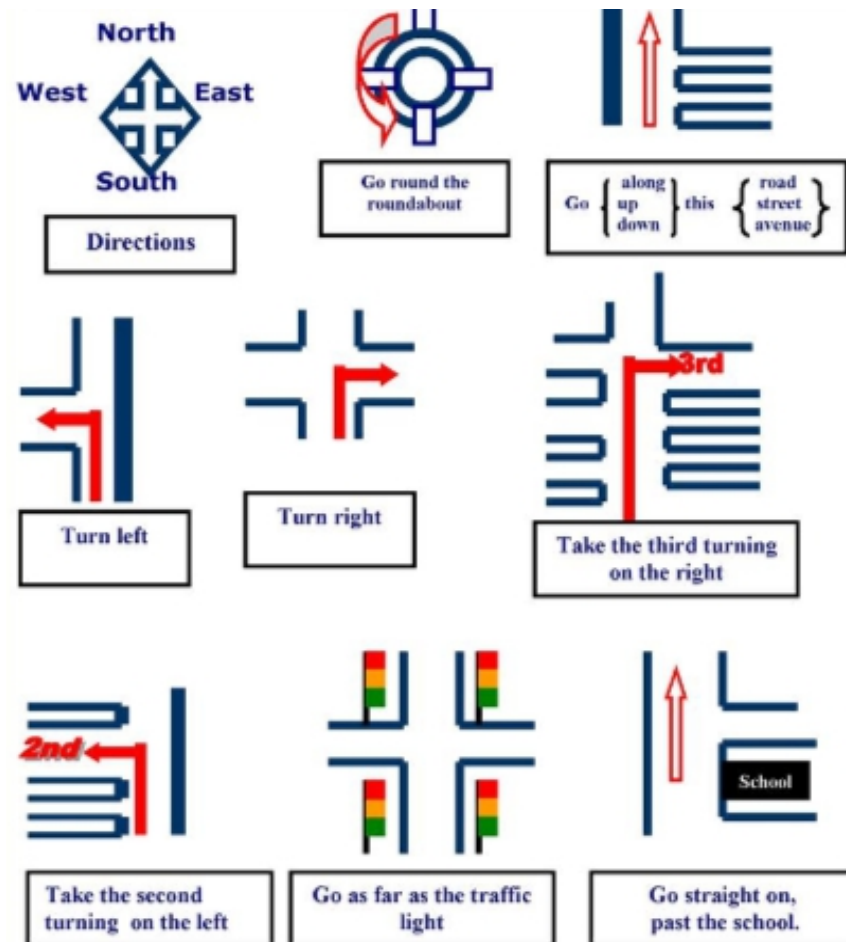 North
West East
South
Directions
Go round the
roundabout
Go { along up down } this { road street avenue }
Turn left
Turn right
3rd
Take the third turning
on the right
2nd
Take the second
turning on the left
Go as far as the traffic
light
School
Go straight on,
past the school.